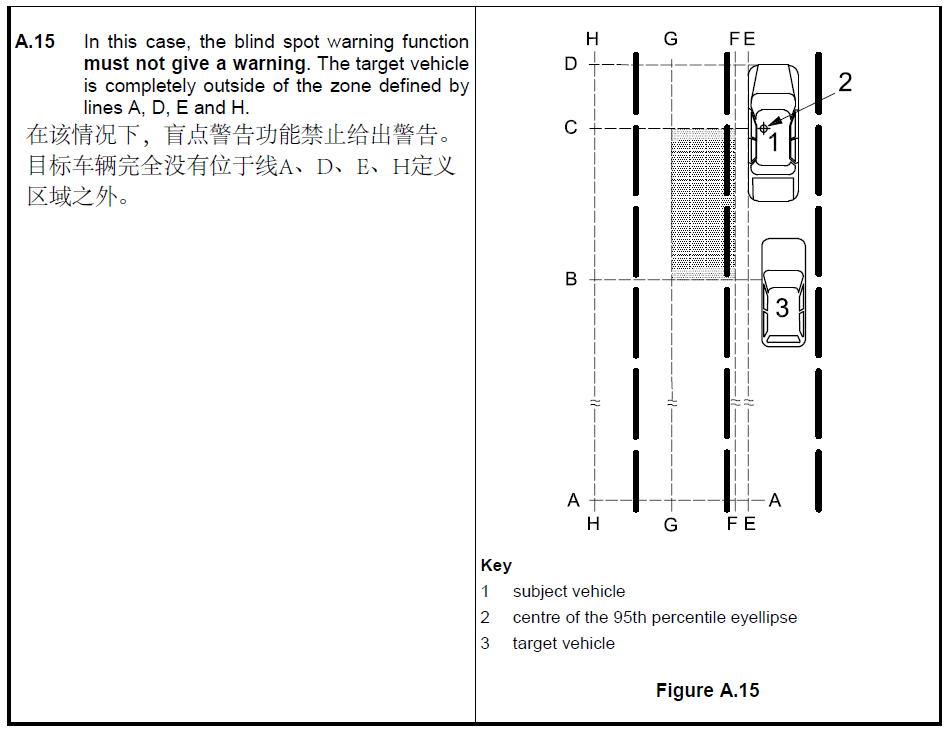 A.15 In this case, the blind spot warning function
must not give a warning. The target vehicle
is completely outside of the zone defined by
lines A, D, E and H.
在该情况下，盲点警告功能禁止给出警告。
目标车辆完全没有位于线A、D、E、H定义
区域之外。
H G F E
D
2
C
1
B
3
A A
H G F E
Key
1 subject vehicle
2 centre of the 95th percentile eyellipse
3 target vehicle
Figure A.15